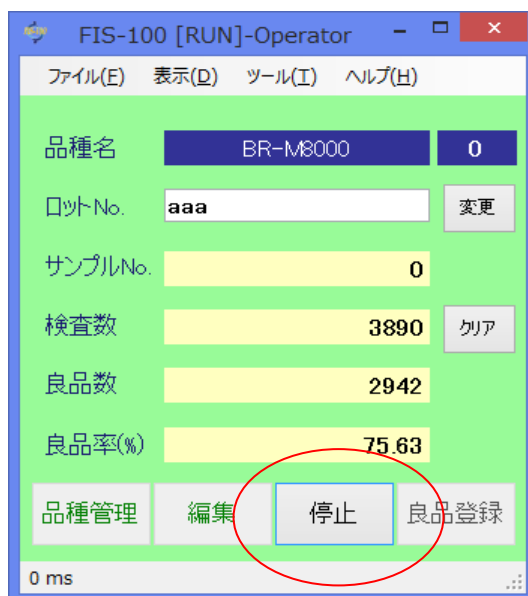 FIS-100 [RUN]-Operator
ファイル(F) 表示(D) ツール(T) ヘルプ(H)
品種名 BR-M8000 0
ロットNo. aaa 変更
サンプルNo. 0
検査数 3890 クリア
良品数 2942
良品率(%) 75.63
品種管理 編集 停止 良品登録
0 ms